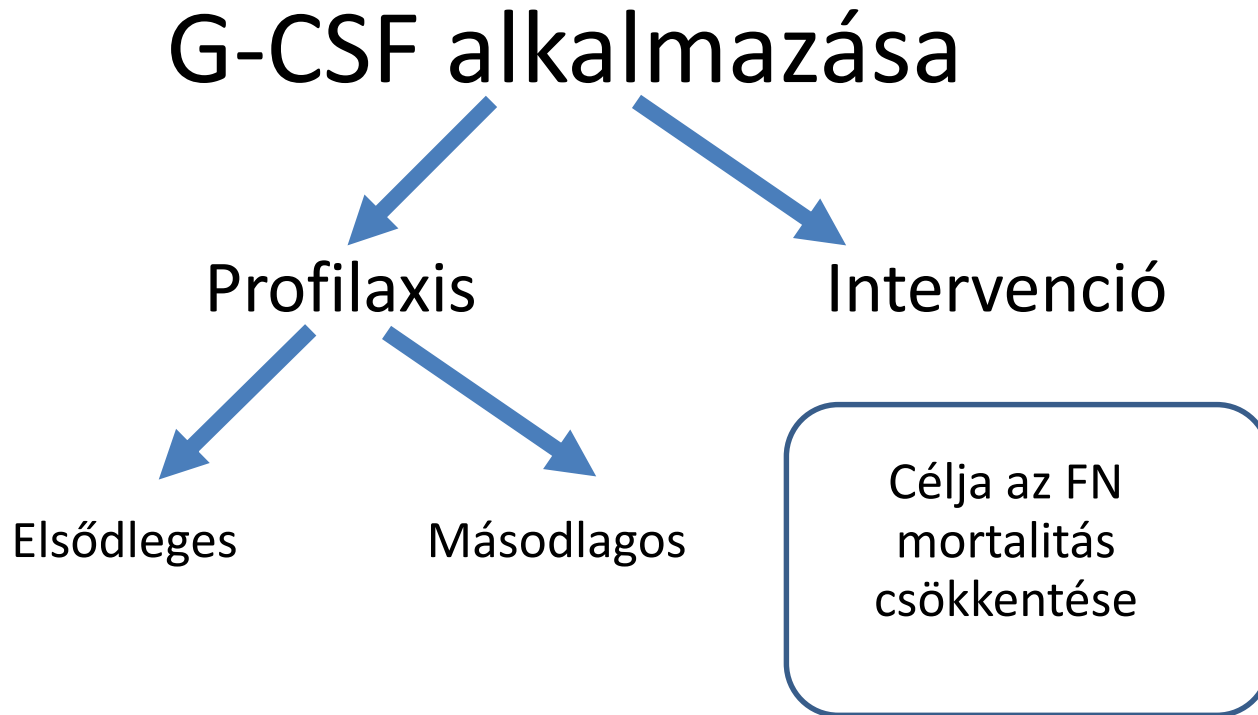 G-CSF alkalmazása
Profilaxis
Intervenció
Elsődleges
Másodlagos
Célja az FN
mortalitás
csökkentése